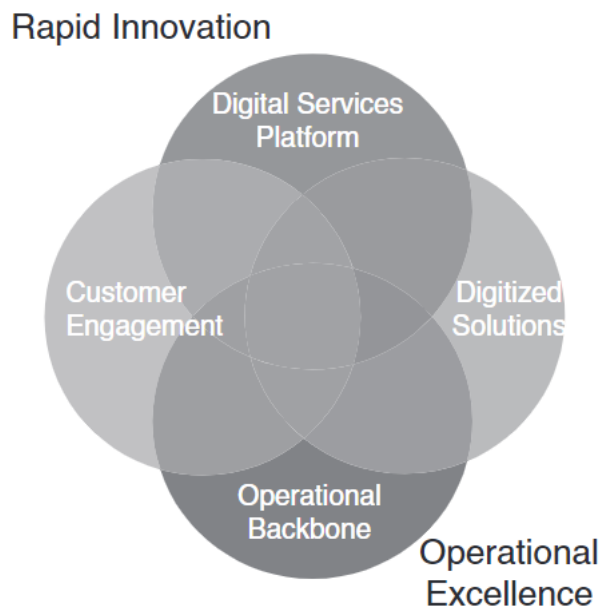 Rapid Innovation
Digital Services
Platform
Customer
Engagement
Digitized
Solutions
Operational
Backbone
Operational
Excellence